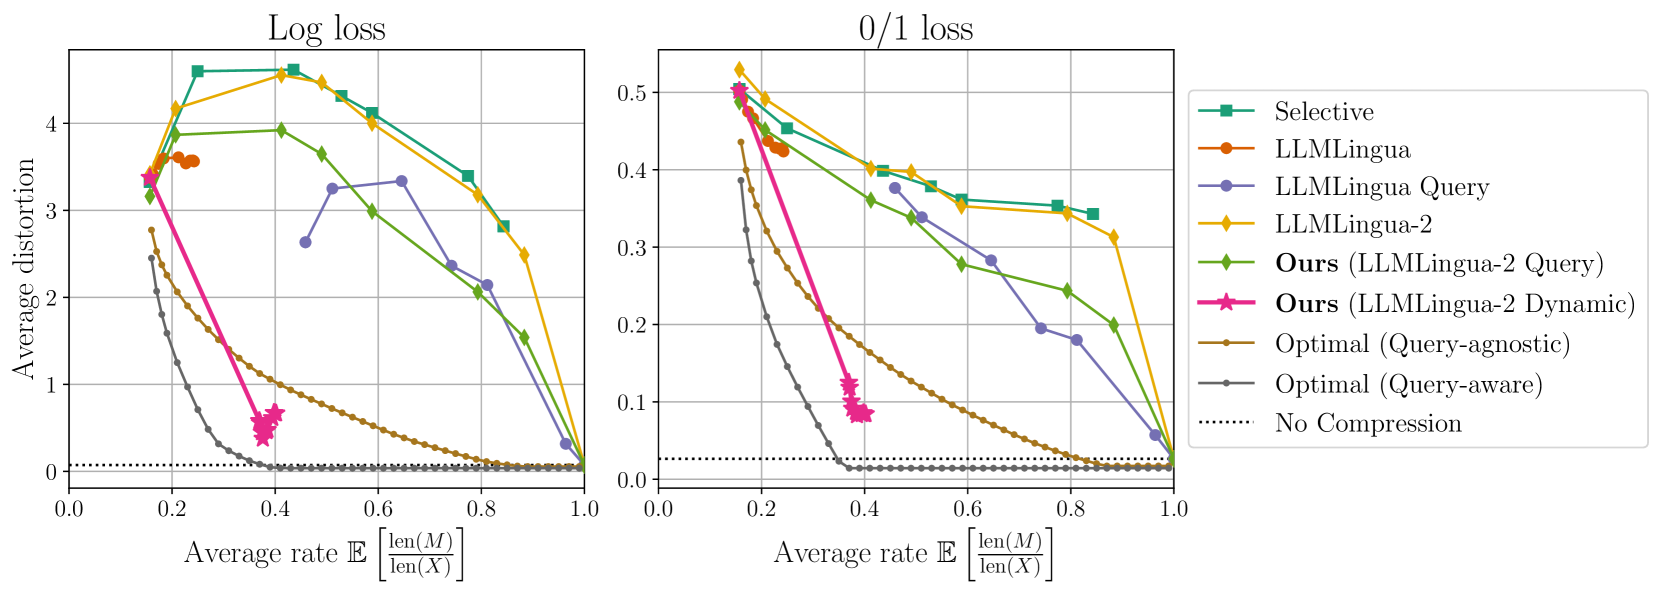 Log loss
0/1 loss
Average distortion
4
3
2
1
0
0.0 0.2 0.4 0.6 0.8 1.0
Average rate 𝔼 [len(M)/len(X)]
0.5
0.4
0.3
0.2
0.1
0.0
0.0 0.2 0.4 0.6 0.8 1.0
Average rate 𝔼 [len(M)/len(X)]
Selective
LLMLingua
LLMLingua Query
LLMLingua-2
Ours (LLMLingua-2 Query)
Ours (LLMLingua-2 Dynamic)
Optimal (Query-agnostic)
Optimal (Query-aware)
No Compression